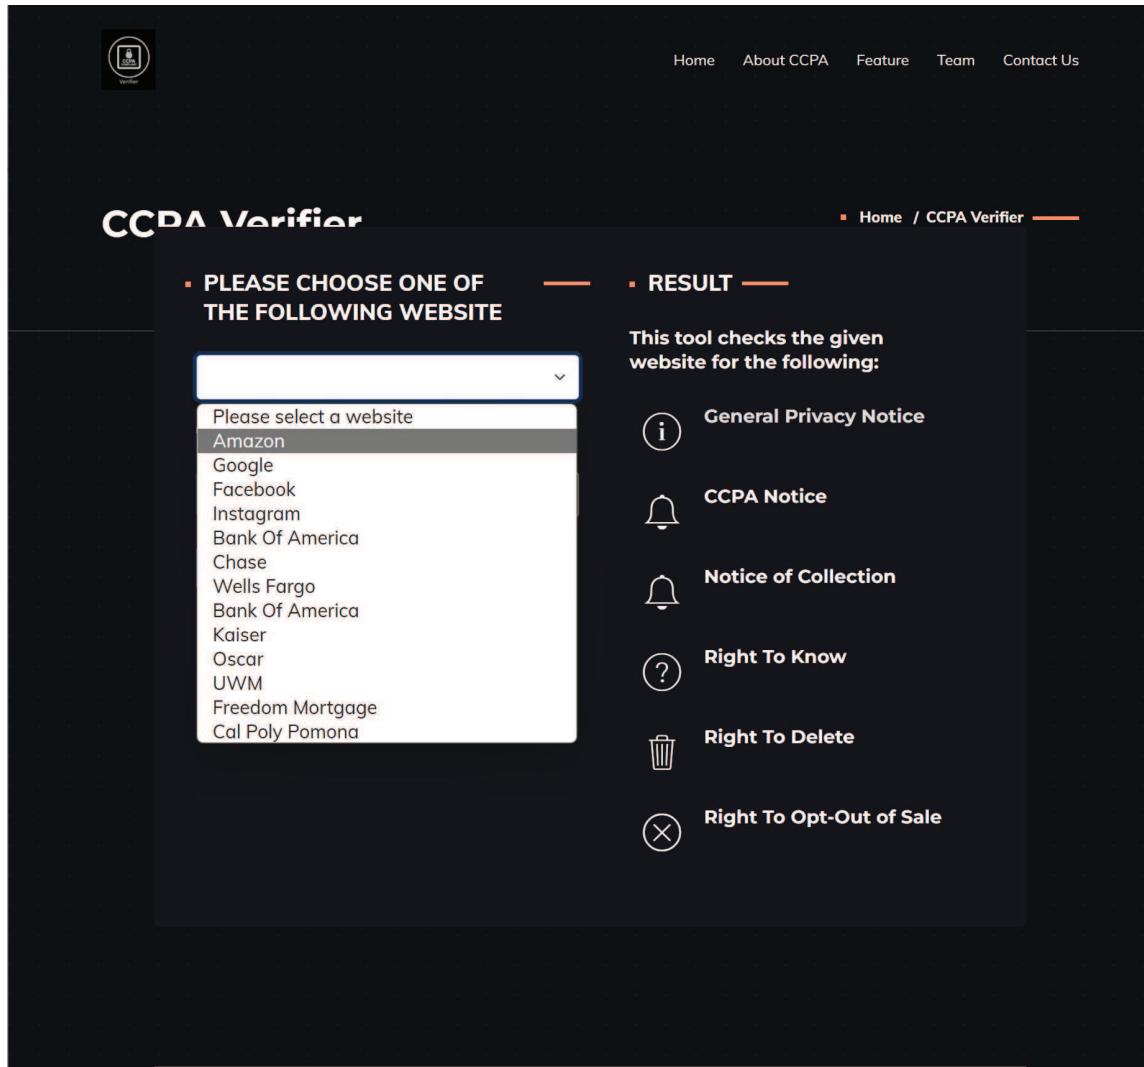 CCPA
Verifier
Home About CCPA Feature Team Contact Us
CCPA Verifier
Home / CCPA Verifier
PLEASE CHOOSE ONE OF
THE FOLLOWING WEBSITE
Please select a website
Amazon
Google
Facebook
Instagram
Bank Of America
Chase
Wells Fargo
Bank Of America
Kaiser
Oscar
UWM
Freedom Mortgage
Cal Poly Pomona
RESULT
This tool checks the given
website for the following:
General Privacy Notice
CCPA Notice
Notice of Collection
Right To Know
Right To Delete
Right To Opt-Out of Sale